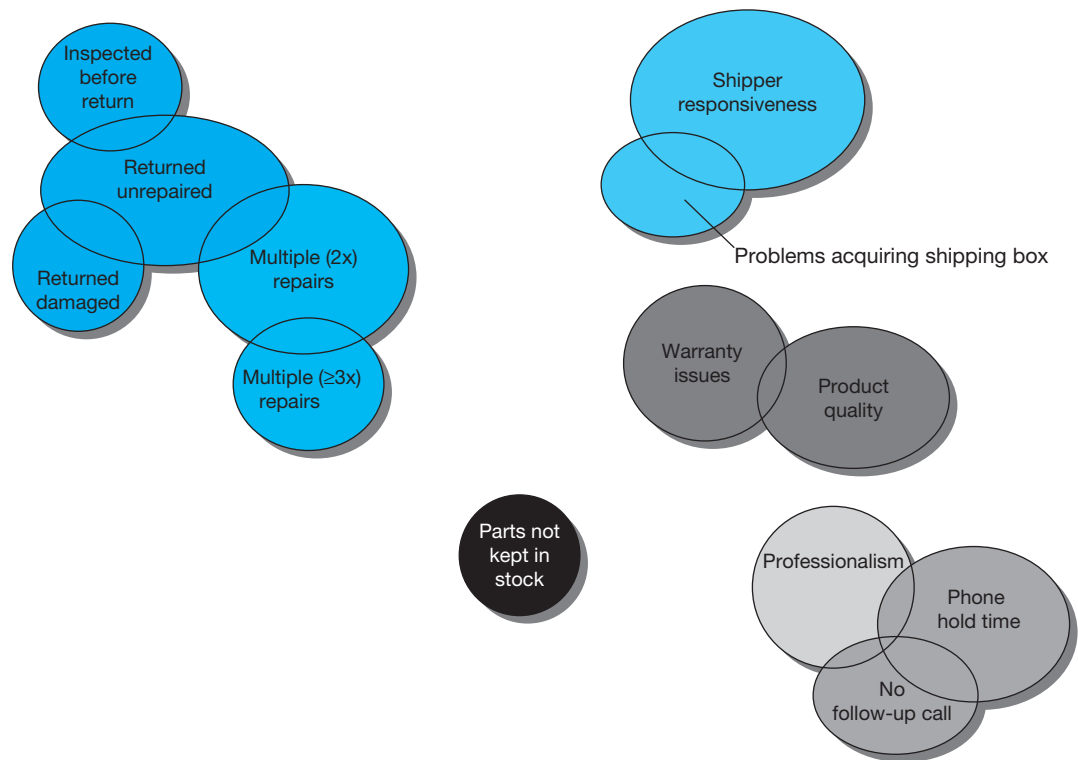 Inspected
before
return
Returned
unrepaired
Returned
damaged
Multiple (2x)
repairs
Multiple (≥3x)
repairs
Shipper
responsiveness
Problems acquiring shipping box
Warranty
issues
Product
quality
Parts not
kept in
stock
Professionalism
Phone
hold time
No
follow-up call